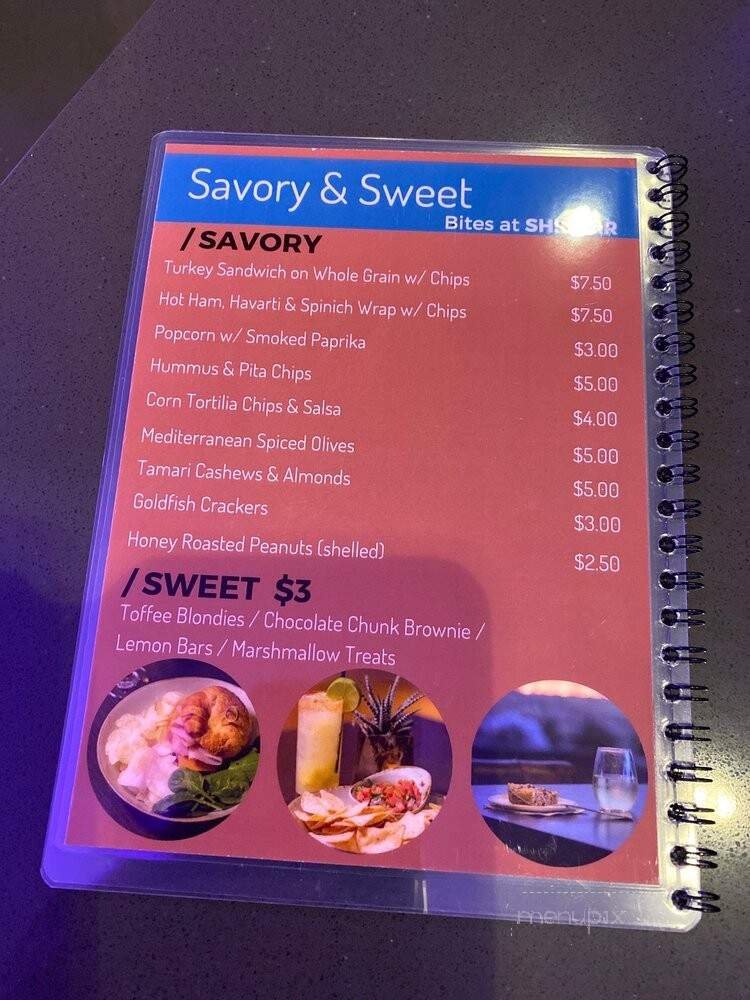 Savory & Sweet
Bites at
/SAVORY
Turkey Sandwich on Whole Grain w/ Chips $7.50
Hot Ham, Havarti & Spinich Wrap w/ Chips $7.50
Popcorn w/ Smoked Paprika $3.00
Hummus & Pita Chips $5.00
Corn Tortilia Chips & Salsa $4.00
Mediterranean Spiced Olives $5.00
Tamari Cashews & Almonds $5.00
Goldfish Crackers $3.00
Honey Roasted Peanuts (shelled) $2.50
/SWEET $3
Toffee Blondies / Chocolate Chunk Brownie /
Lemon Bars / Marshmallow Treats
menupix